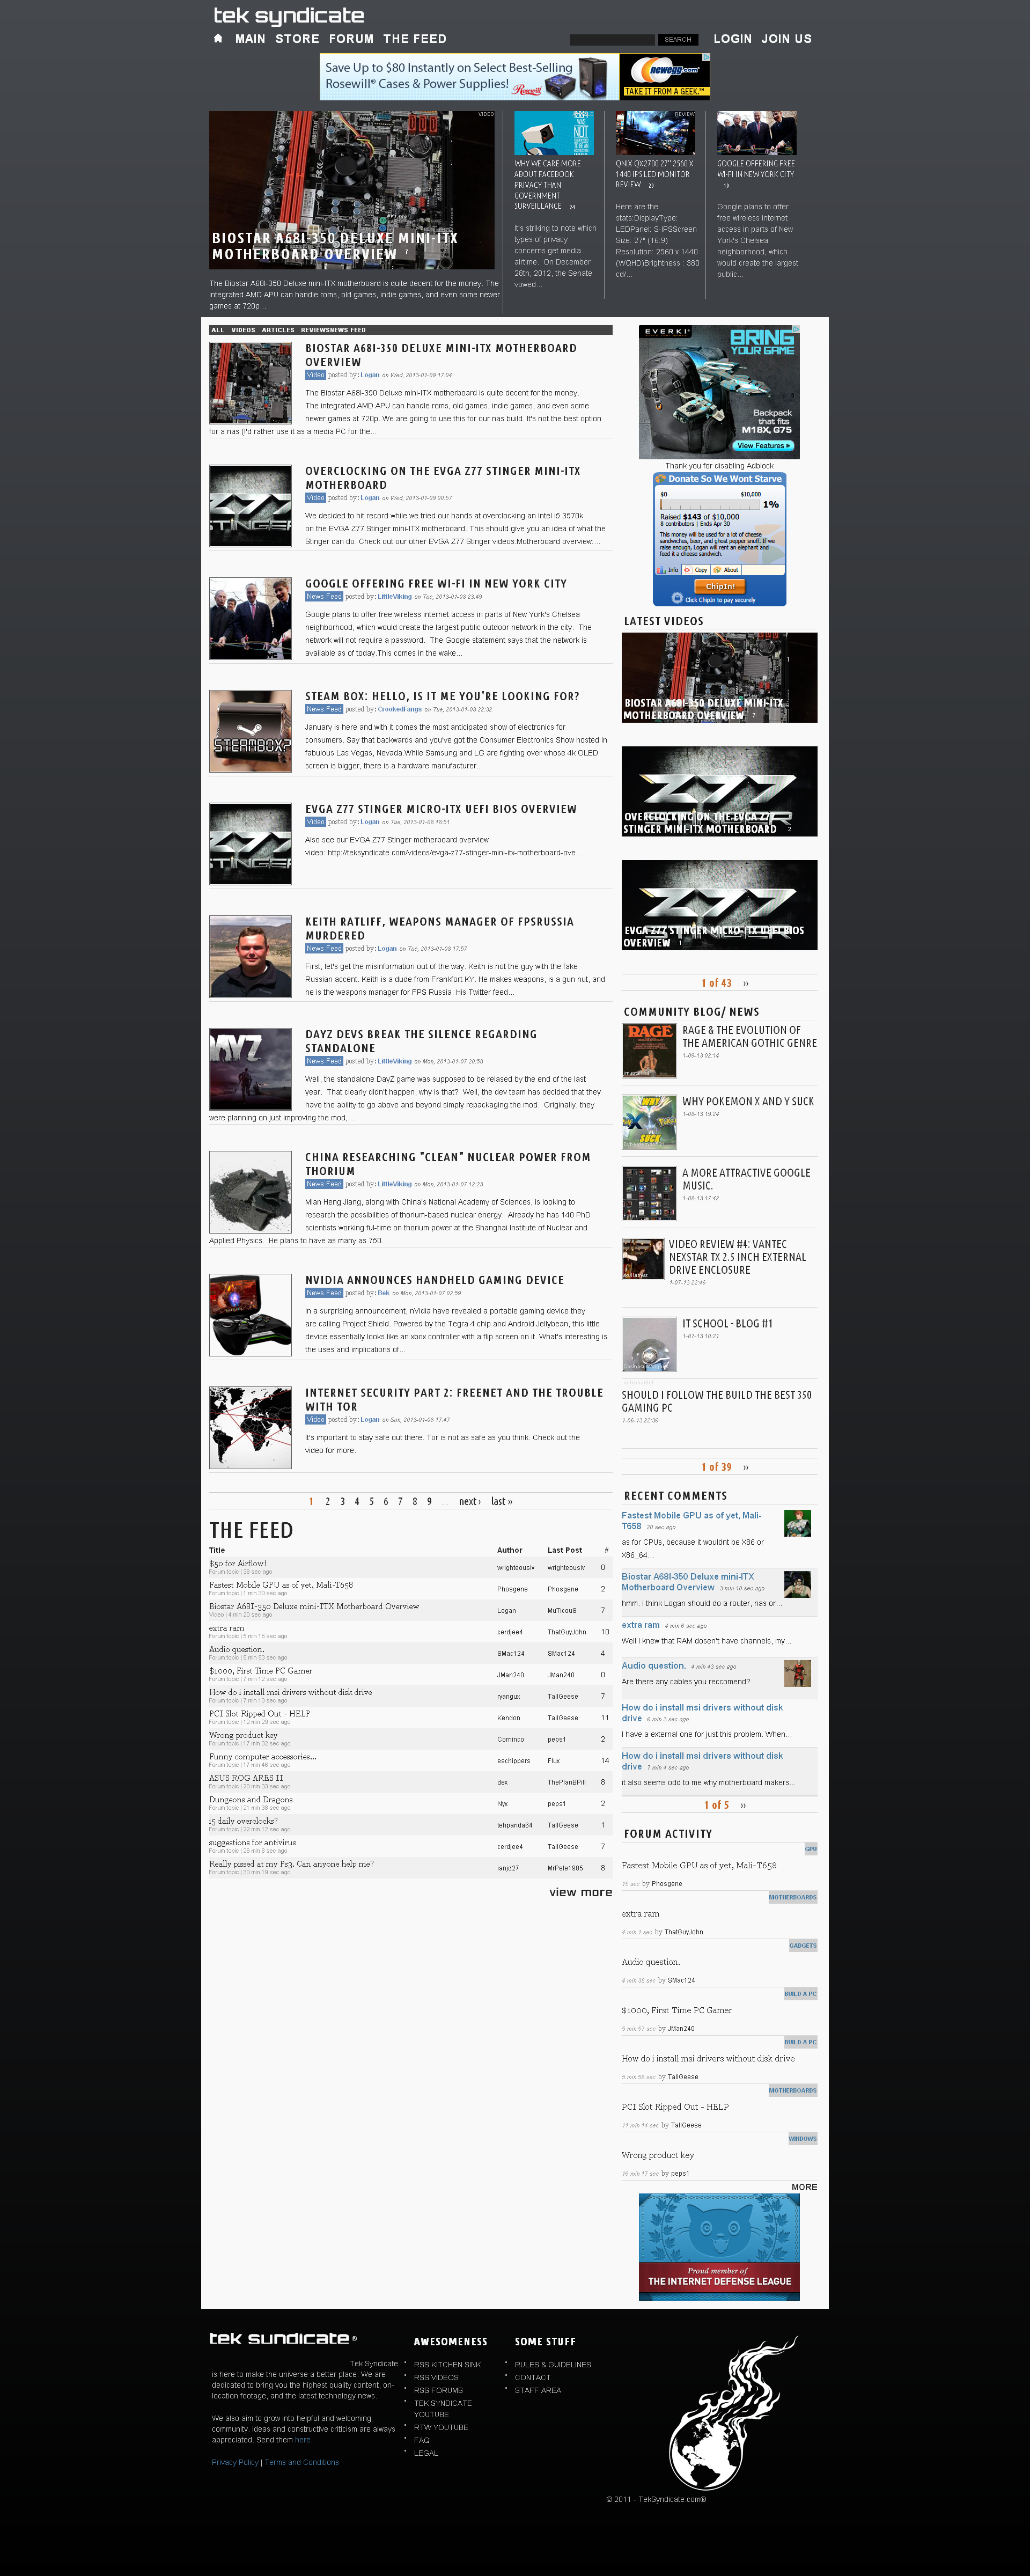 tek syndicate
MAIN STORE FORUM THE FEED
SEARCH
LOGIN JOIN US
Save Up to $80 Instantly on Select Best-Selling
Rosewill® Cases & Power Supplies!
Rosewill
newegg.com
TAKE IT FROM A GEEK.
VIDEO
BIOSTAR A68I-350 DELUXE MINI-ITX
MOTHERBOARD OVERVIEW 7
The Biostar A68I-350 Deluxe mini-ITX motherboard is quite decent for the money. The
integrated AMD APU can handle roms, old games, indie games, and even some newer
games at 720p...
1984
WAS
NOT
WHY WE CARE MORE
ABOUT FACEBOOK
PRIVACY THAN
GOVERNMENT
SURVEILLANCE 24
It's striking to note which
types of privacy
concerns get media
airtime.  On December
28th, 2012, the Senate
vowed...
REVIEW
QNIX QX2700 27" 2560 X
1440 IPS LED MONITOR
REVIEW 20
Here are the
stats:DisplayType:
LEDPanel: S-IPSScreen
Size: 27" (16:9)
Resolution: 2560 x 1440
(WQHD)Brightness : 380
cd/...
GOOGLE OFFERING FREE
WI-FI IN NEW YORK CITY
10
Google plans to offer
free wireless internet
access in parts of New
York's Chelsea
neighborhood, which
would create the largest
public...
ALL VIDEOS ARTICLES REVIEWSNEWS FEED
BIOSTAR A68I-350 DELUXE MINI-ITX MOTHERBOARD
OVERVIEW
Video posted by: Logan on Wed, 2013-01-09 17:04
The Biostar A68I-350 Deluxe mini-ITX motherboard is quite decent for the money.
The integrated AMD APU can handle roms, old games, indie games, and even some
newer games at 720p. We are going to use this for our nas build. It's not the best option
for a nas (I'd rather use it as a media PC for the...
OVERCLOCKING ON THE EVGA Z77 STINGER MINI-ITX
MOTHERBOARD
Video posted by: Logan on Wed, 2013-01-09 00:57
We decided to hit record while we tried our hands at overclocking an Intel i5 3570k
on the EVGA Z77 Stinger mini-ITX motherboard. This should give you an idea of what the
Stinger can do. Check out our other EVGA Z77 Stinger videos:Motherboard overview:...
GOOGLE OFFERING FREE WI-FI IN NEW YORK CITY
News Feed posted by: LittleViking on Tue, 2013-01-08 23:49
Google plans to offer free wireless internet access in parts of New York's Chelsea
neighborhood, which would create the largest public outdoor network in the city.  The
network will not require a password.  The Google statement says that the network is
available as of today.This comes in the wake...
STEAM BOX: HELLO, IS IT ME YOU'RE LOOKING FOR?
News Feed posted by: CrookedFangs on Tue, 2013-01-08 22:32
January is here and with it comes the most anticipated show of electronics for
consumers. Say that backwards and you've got the Consumer Electronics Show hosted in
fabulous Las Vegas, Nevada.While Samsung and LG are fighting over whose 4k OLED
screen is bigger, there is a hardware manufacturer...
STEAMBOX?
EVGA Z77 STINGER MICRO-ITX UEFI BIOS OVERVIEW
Video posted by: Logan on Tue, 2013-01-08 18:51
Also see our EVGA Z77 Stinger motherboard overview
video: http://teksyndicate.com/videos/evga-z77-stinger-mini-itx-motherboard-ove...
KEITH RATLIFF, WEAPONS MANAGER OF FPSRUSSIA
MURDERED
News Feed posted by: Logan on Tue, 2013-01-08 17:57
First, let's get the misinformation out of the way. Keith is not the guy with the fake
Russian accent. Keith is a dude from Frankfort KY. He makes weapons, is a gun nut, and
he is the weapons manager for FPS Russia. His Twitter feed...
DAYZ DEVS BREAK THE SILENCE REGARDING
STANDALONE
News Feed posted by: LittleViking on Mon, 2013-01-07 20:58
Well, the standalone DayZ game was supposed to be relased by the end of the last
year.  That clearly didn't happen, why is that?  Well, the dev team has decided that they
have the ability to go above and beyond simply repackaging the mod.  Originally, they
were planning on just improving the mod,...
CHINA RESEARCHING "CLEAN" NUCLEAR POWER FROM
THORIUM
News Feed posted by: LittleViking on Mon, 2013-01-07 12:23
Mian Heng Jiang, along with China's National Academy of Sciences, is looking to
research the possibilities of thorium-based nuclear energy.  Already he has 140 PhD
scientists working ful-time on thorium power at the Shanghai Institute of Nuclear and
Applied Physics.  He plans to have as many as 750...
NVIDIA ANNOUNCES HANDHELD GAMING DEVICE
News Feed posted by: Bek on Mon, 2013-01-07 02:59
In a surprising announcement, nVidia have revealed a portable gaming device they
are calling Project Shield. Powered by the Tegra 4 chip and Android Jellybean, this little
device essentially looks like an xbox controller with a flip screen on it. What's interesting is
the uses and implications of...
INTERNET SECURITY PART 2: FREENET AND THE TROUBLE
WITH TOR
Video posted by: Logan on Sun, 2013-01-06 17:47
It's important to stay safe out there. Tor is not as safe as you think. Check out the
video for more.
1 2 3 4 5 6 7 8 9 ... next › last »
THE FEED
Title Author Last Post #
$50 for Airflow! wrighteousiv wrighteousiv 0
Forum topic | 38 sec ago
Fastest Mobile GPU as of yet, Mali-T658 Phosgene Phosgene 2
Forum topic | 1 min 30 sec ago
Biostar A68I-350 Deluxe mini-ITX Motherboard Overview Logan MuTicouS 7
Video | 4 min 20 sec ago
extra ram cerdjee4 ThatGuyJohn 10
Forum topic | 5 min 16 sec ago
Audio question. SMac124 SMac124 4
Forum topic | 5 min 53 sec ago
$1000, First Time PC Gamer JMan240 JMan240 0
Forum topic | 7 min 12 sec ago
How do i install msi drivers without disk drive ryangux TallGeese 7
Forum topic | 7 min 13 sec ago
PCI Slot Ripped Out - HELP Kendon TallGeese 11
Forum topic | 12 min 29 sec ago
Wrong product key Cominco peps1 2
Forum topic | 17 min 32 sec ago
Funny computer accessories... eschippers Flux 14
Forum topic | 17 min 46 sec ago
ASUS ROG ARES II dex ThePlanBPill 8
Forum topic | 20 min 33 sec ago
Dungeons and Dragons Nyx peps1 2
Forum topic | 21 min 38 sec ago
i5 daily overclocks? tehpanda64 TallGeese 1
Forum topic | 22 min 12 sec ago
suggestions for antivirus cerdjee4 TallGeese 7
Forum topic | 26 min 6 sec ago
Really pissed at my Ps3. Can anyone help me? ianjd27 MrPete1985 8
Forum topic | 30 min 19 sec ago
view more
EVERKI
BRING
YOUR GAME
Backpack
that fits
M18X, G75
View Features
Thank you for disabling Adblock
Donate So We Wont Starve
$0 $10,000
1%
Raised $143 of $10,000
8 contributors | Ends Apr 30
This money will be used for a lot of cheese
sandwiches, beer, and ghost pepper snuff. If we
raise enough, Logan will rent an elephant and
feed it a cheese sandwich.
Info Copy About
ChipIn!
Click ChipIn to pay securely
LATEST VIDEOS
BIOSTAR A68I-350 DELUXE MINI-ITX
MOTHERBOARD OVERVIEW 7
OVERCLOCKING ON THE EVGA Z77
STINGER MINI-ITX MOTHERBOARD 2
EVGA Z77 STINGER MICRO-ITX UEFI BIOS
OVERVIEW 1
1 of 43 ››
COMMUNITY BLOG/ NEWS
RAGE
RAGE & THE EVOLUTION OF
THE AMERICAN GOTHIC GENRE
1-09-13 02:14
WHY
SUCK
WHY POKEMON X AND Y SUCK
1-08-13 19:24
A MORE ATTRACTIVE GOOGLE
MUSIC.
1-08-13 17:42
VIDEO REVIEW #4: VANTEC
NEXSTAR TX 2.5 INCH EXTERNAL
DRIVE ENCLOSURE
1-07-13 22:46
IT SCHOOL - BLOG #1
1-07-13 10:21
SHOULD I FOLLOW THE BUILD THE BEST 350
GAMING PC
1-06-13 22:36
1 of 39 ››
RECENT COMMENTS
Fastest Mobile GPU as of yet, Mali-
T658 20 sec ago
as for CPUs, because it wouldnt be X86 or
X86_64...
Biostar A68I-350 Deluxe mini-ITX
Motherboard Overview 3 min 10 sec ago
hmm. i think Logan should do a router, nas or...
extra ram 4 min 6 sec ago
Well I knew that RAM dosen't have channels, my...
Audio question. 4 min 43 sec ago
Are there any cables you reccomend?
How do i install msi drivers without disk
drive 6 min 3 sec ago
I have a external one for just this problem. When...
How do i install msi drivers without disk
drive 7 min 4 sec ago
it also seems odd to me why motherboard makers...
1 of 5 ››
FORUM ACTIVITY
GPU
Fastest Mobile GPU as of yet, Mali-T658
15 sec by Phosgene
MOTHERBOARDS
extra ram
4 min 1 sec by ThatGuyJohn
GADGETS
Audio question.
4 min 38 sec by SMac124
BUILD A PC
$1000, First Time PC Gamer
5 min 57 sec by JMan240
BUILD A PC
How do i install msi drivers without disk drive
5 min 58 sec by TallGeese
MOTHERBOARDS
PCI Slot Ripped Out - HELP
11 min 14 sec by TallGeese
WINDOWS
Wrong product key
16 min 17 sec by peps1
MORE
Proud member of
THE INTERNET DEFENSE LEAGUE
tek syndicate®
Tek Syndicate
is here to make the universe a better place. We are
dedicated to bring you the highest quality content, on-
location footage, and the latest technology news.
We also aim to grow into helpful and welcoming
community. Ideas and constructive criticism are always
appreciated. Send them here.
Privacy Policy | Terms and Conditions
AWESOMENESS
RSS KITCHEN SINK
RSS VIDEOS
RSS FORUMS
TEK SYNDICATE
YOUTUBE
RTW YOUTUBE
FAQ
LEGAL
SOME STUFF
RULES & GUIDELINES
CONTACT
STAFF AREA
© 2011 - TekSyndicate.com®